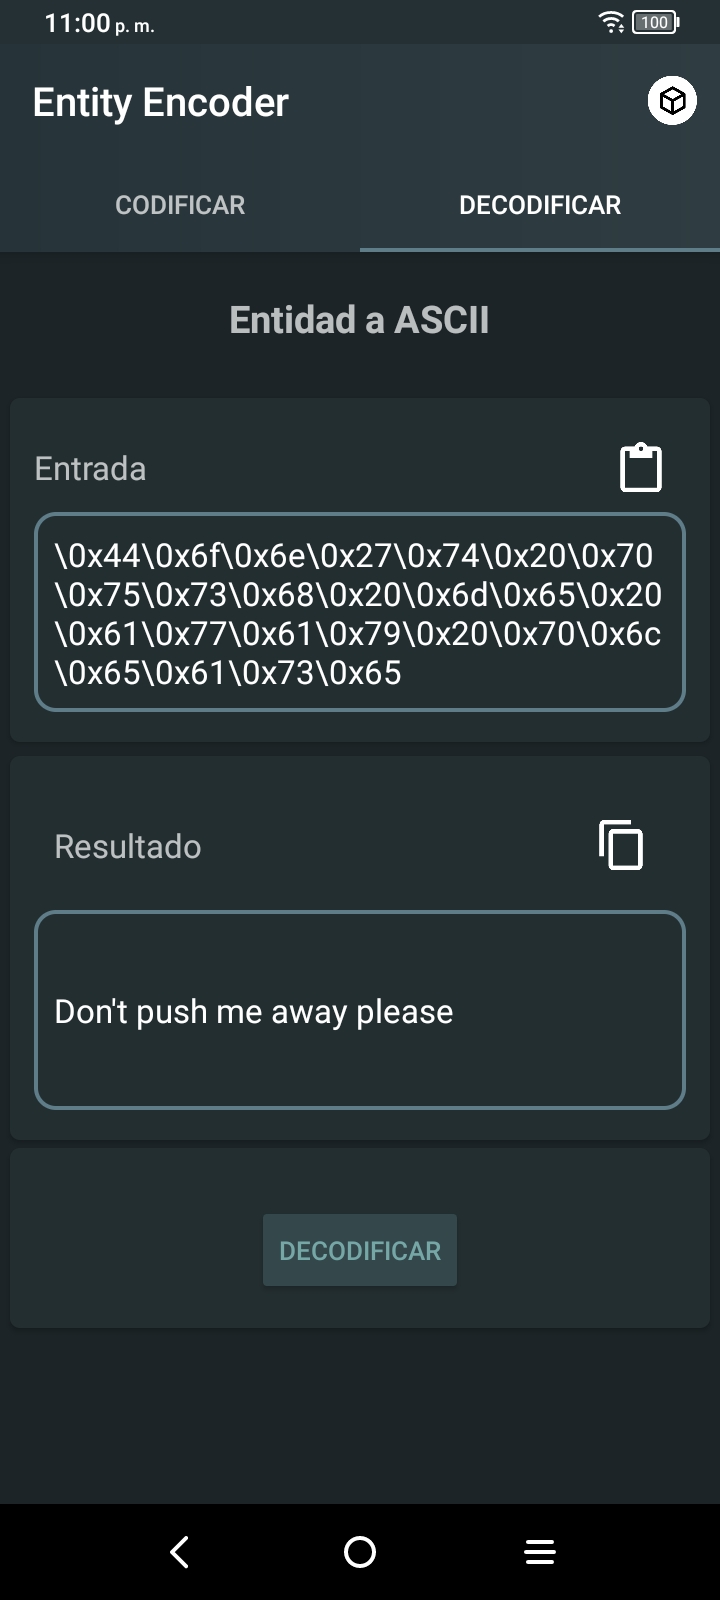 11:00 p. m.
100
Entity Encoder
CODIFICAR
DECODIFICAR
Entidad a ASCII
Entrada
\0x44\0x6f\0x6e\0x27\0x74\0x20\0x70
\0x75\0x73\0x68\0x20\0x6d\0x65\0x20
\0x61\0x77\0x61\0x79\0x20\0x70\0x6c
\0x65\0x61\0x73\0x65
Resultado
Don't push me away please
DECODIFICAR